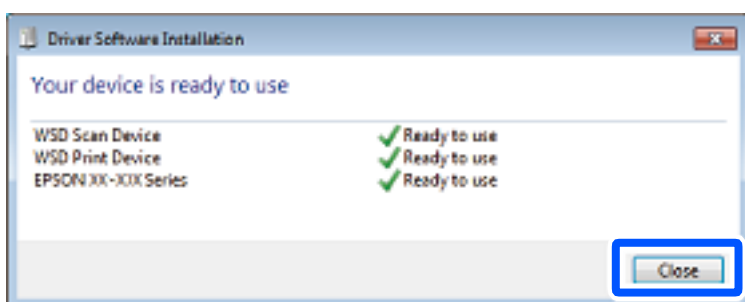 Driver Software Installation
Your device is ready to use
WSD Scan Device Ready to use
WSD Print Device Ready to use
EPSON XX-XXX Series Ready to use
Close